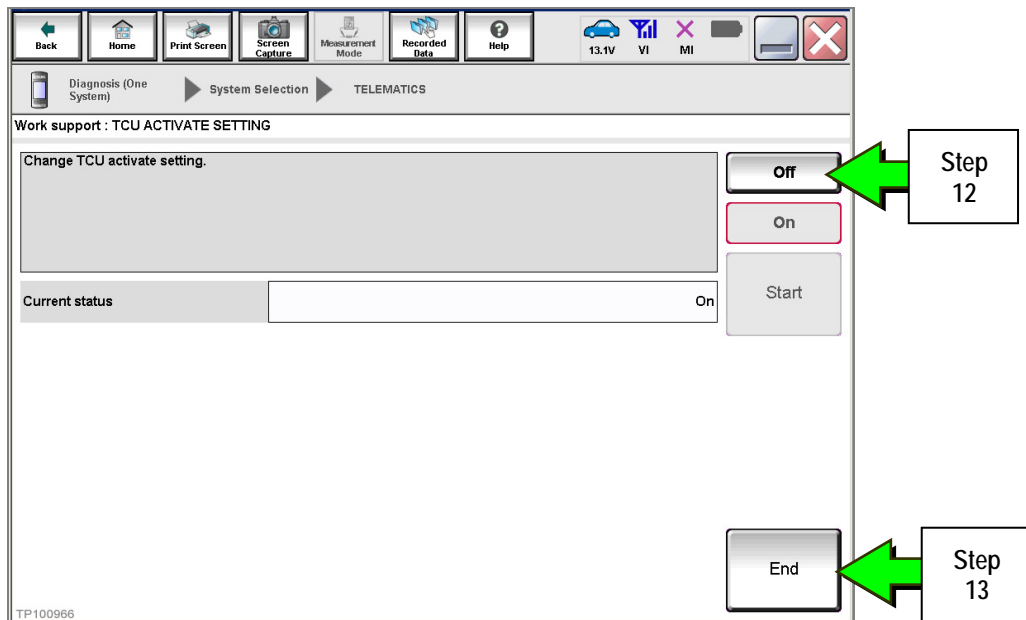 Back
Home
Print Screen
Screen
Capture
Measurement
Mode
Recorded
Data
Help
13.1V
VI
MI
Diagnosis (One
System)
System Selection
TELEMATICS
Work support : TCU ACTIVATE SETTING
Change TCU activate setting.
Off
Step
12
On
Current status
On
Start
End
Step
13
TP100966